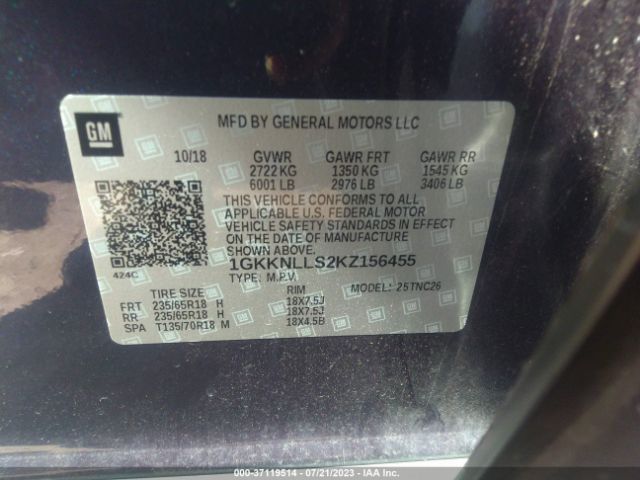 GM
MFD BY GENERAL MOTORS LLC
10/18 GVWR GAWR FRT GAWR RR
2722 KG 1350 KG 1545 KG
6001 LB 2976 LB 3406 LB
THIS VEHICLE CONFORMS TO ALL
APPLICABLE U.S. FEDERAL MOTOR
VEHICLE SAFETY STANDARDS IN EFFECT
ON THE DATE OF MANUFACTURE
SHOWN ABOVE.
1GKKNLLS2KZ156455
424C
TYPE: M.P.V. MODEL: 25TNC26
TIRE SIZE RIM
FRT 235/65R18 H 18X7.5J
RR 235/65R18 H 18X7.5J
SPA T135/70R18 M 18X4.5B
000-37119514 - 07/21/2023 - IAA Inc.